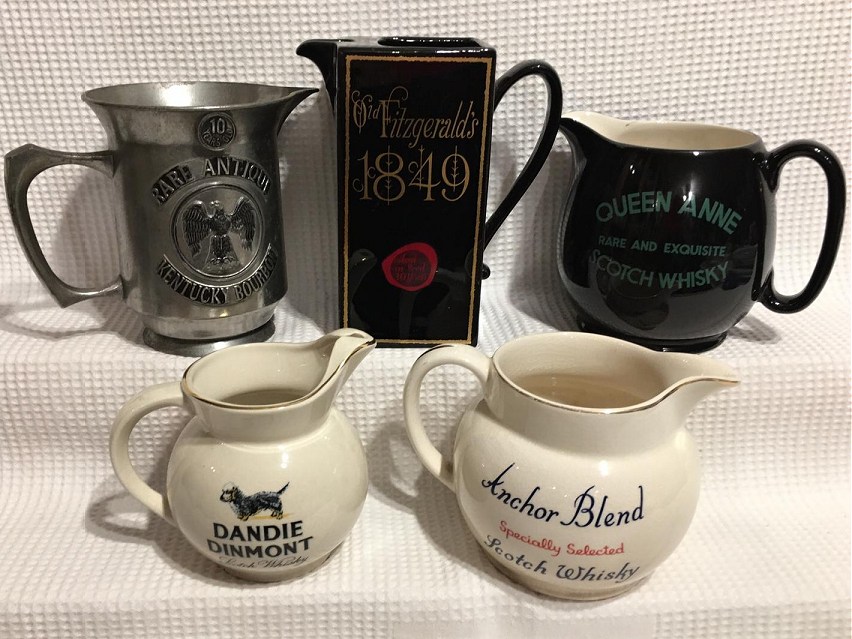 10
RARE ANTIQUE
KENTUCKY BOURBON
Old Fitzgerald's
1849
QUEEN ANNE
RARE AND EXQUISITE
SCOTCH WHISKY
DANDIE
DINMONT
Scotch Whisky
Anchor Blend
Specially Selected
Scotch Whisky